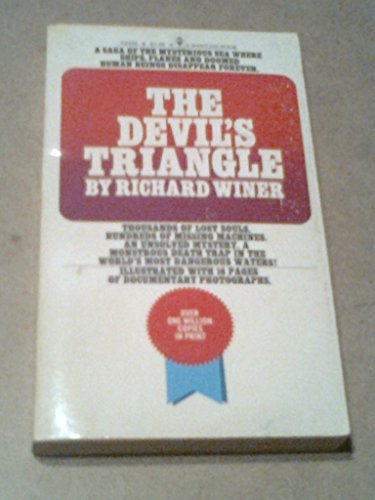 A SAGA OF THE MYSTERIOUS SEA WHERE
SHIPS, PLANES AND DOOMED
HUMAN BEINGS DISAPPEAR FOREVER.
THE
DEVIL'S
TRIANGLE
BY RICHARD WINER
THOUSANDS OF LOST SOULS.
HUNDREDS OF MISSING MACHINES.
AN UNSOLVED MYSTERY. A
MONSTROUS DEATH TRAP IN THE
WORLD'S MOST DANGEROUS WATERS!
ILLUSTRATED WITH 16 PAGES
OF DOCUMENTARY PHOTOGRAPHS.
OVER
ONE MILLION
COPIES
IN PRINT